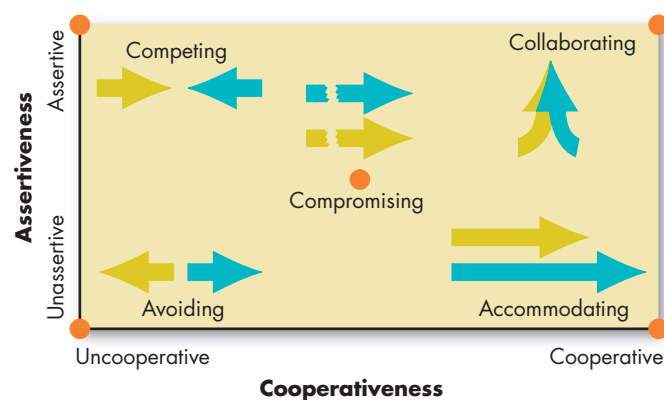 Competing
Collaborating
Assertive
Assertiveness
Compromising
Unassertive
Avoiding
Accommodating
Uncooperative
Cooperative
Cooperativeness